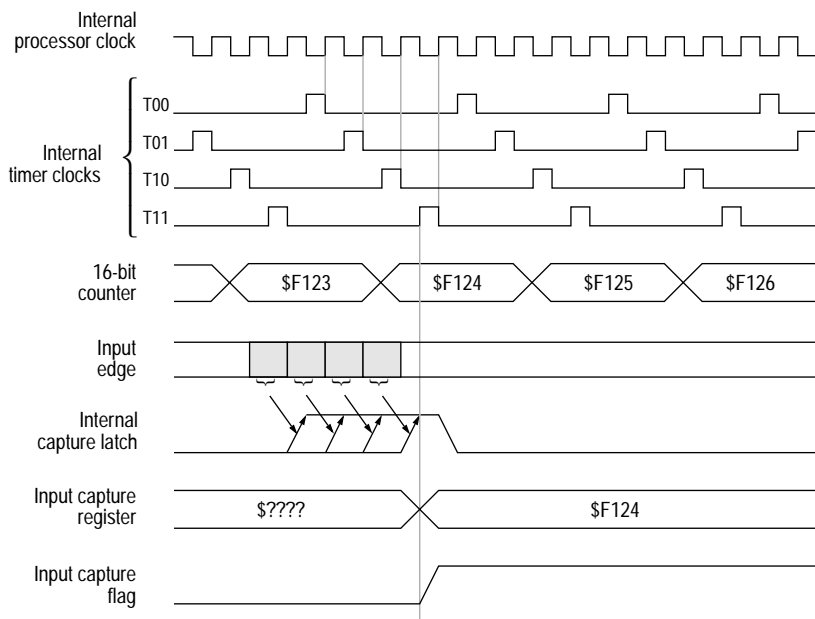 Internal
processor clock
T00
T01
Internal
timer clocks
T10
T11
16-bit
counter
$F123
$F124
$F125
$F126
Input
edge
Internal
capture latch
Input capture
register
$????
$F124
Input capture
flag